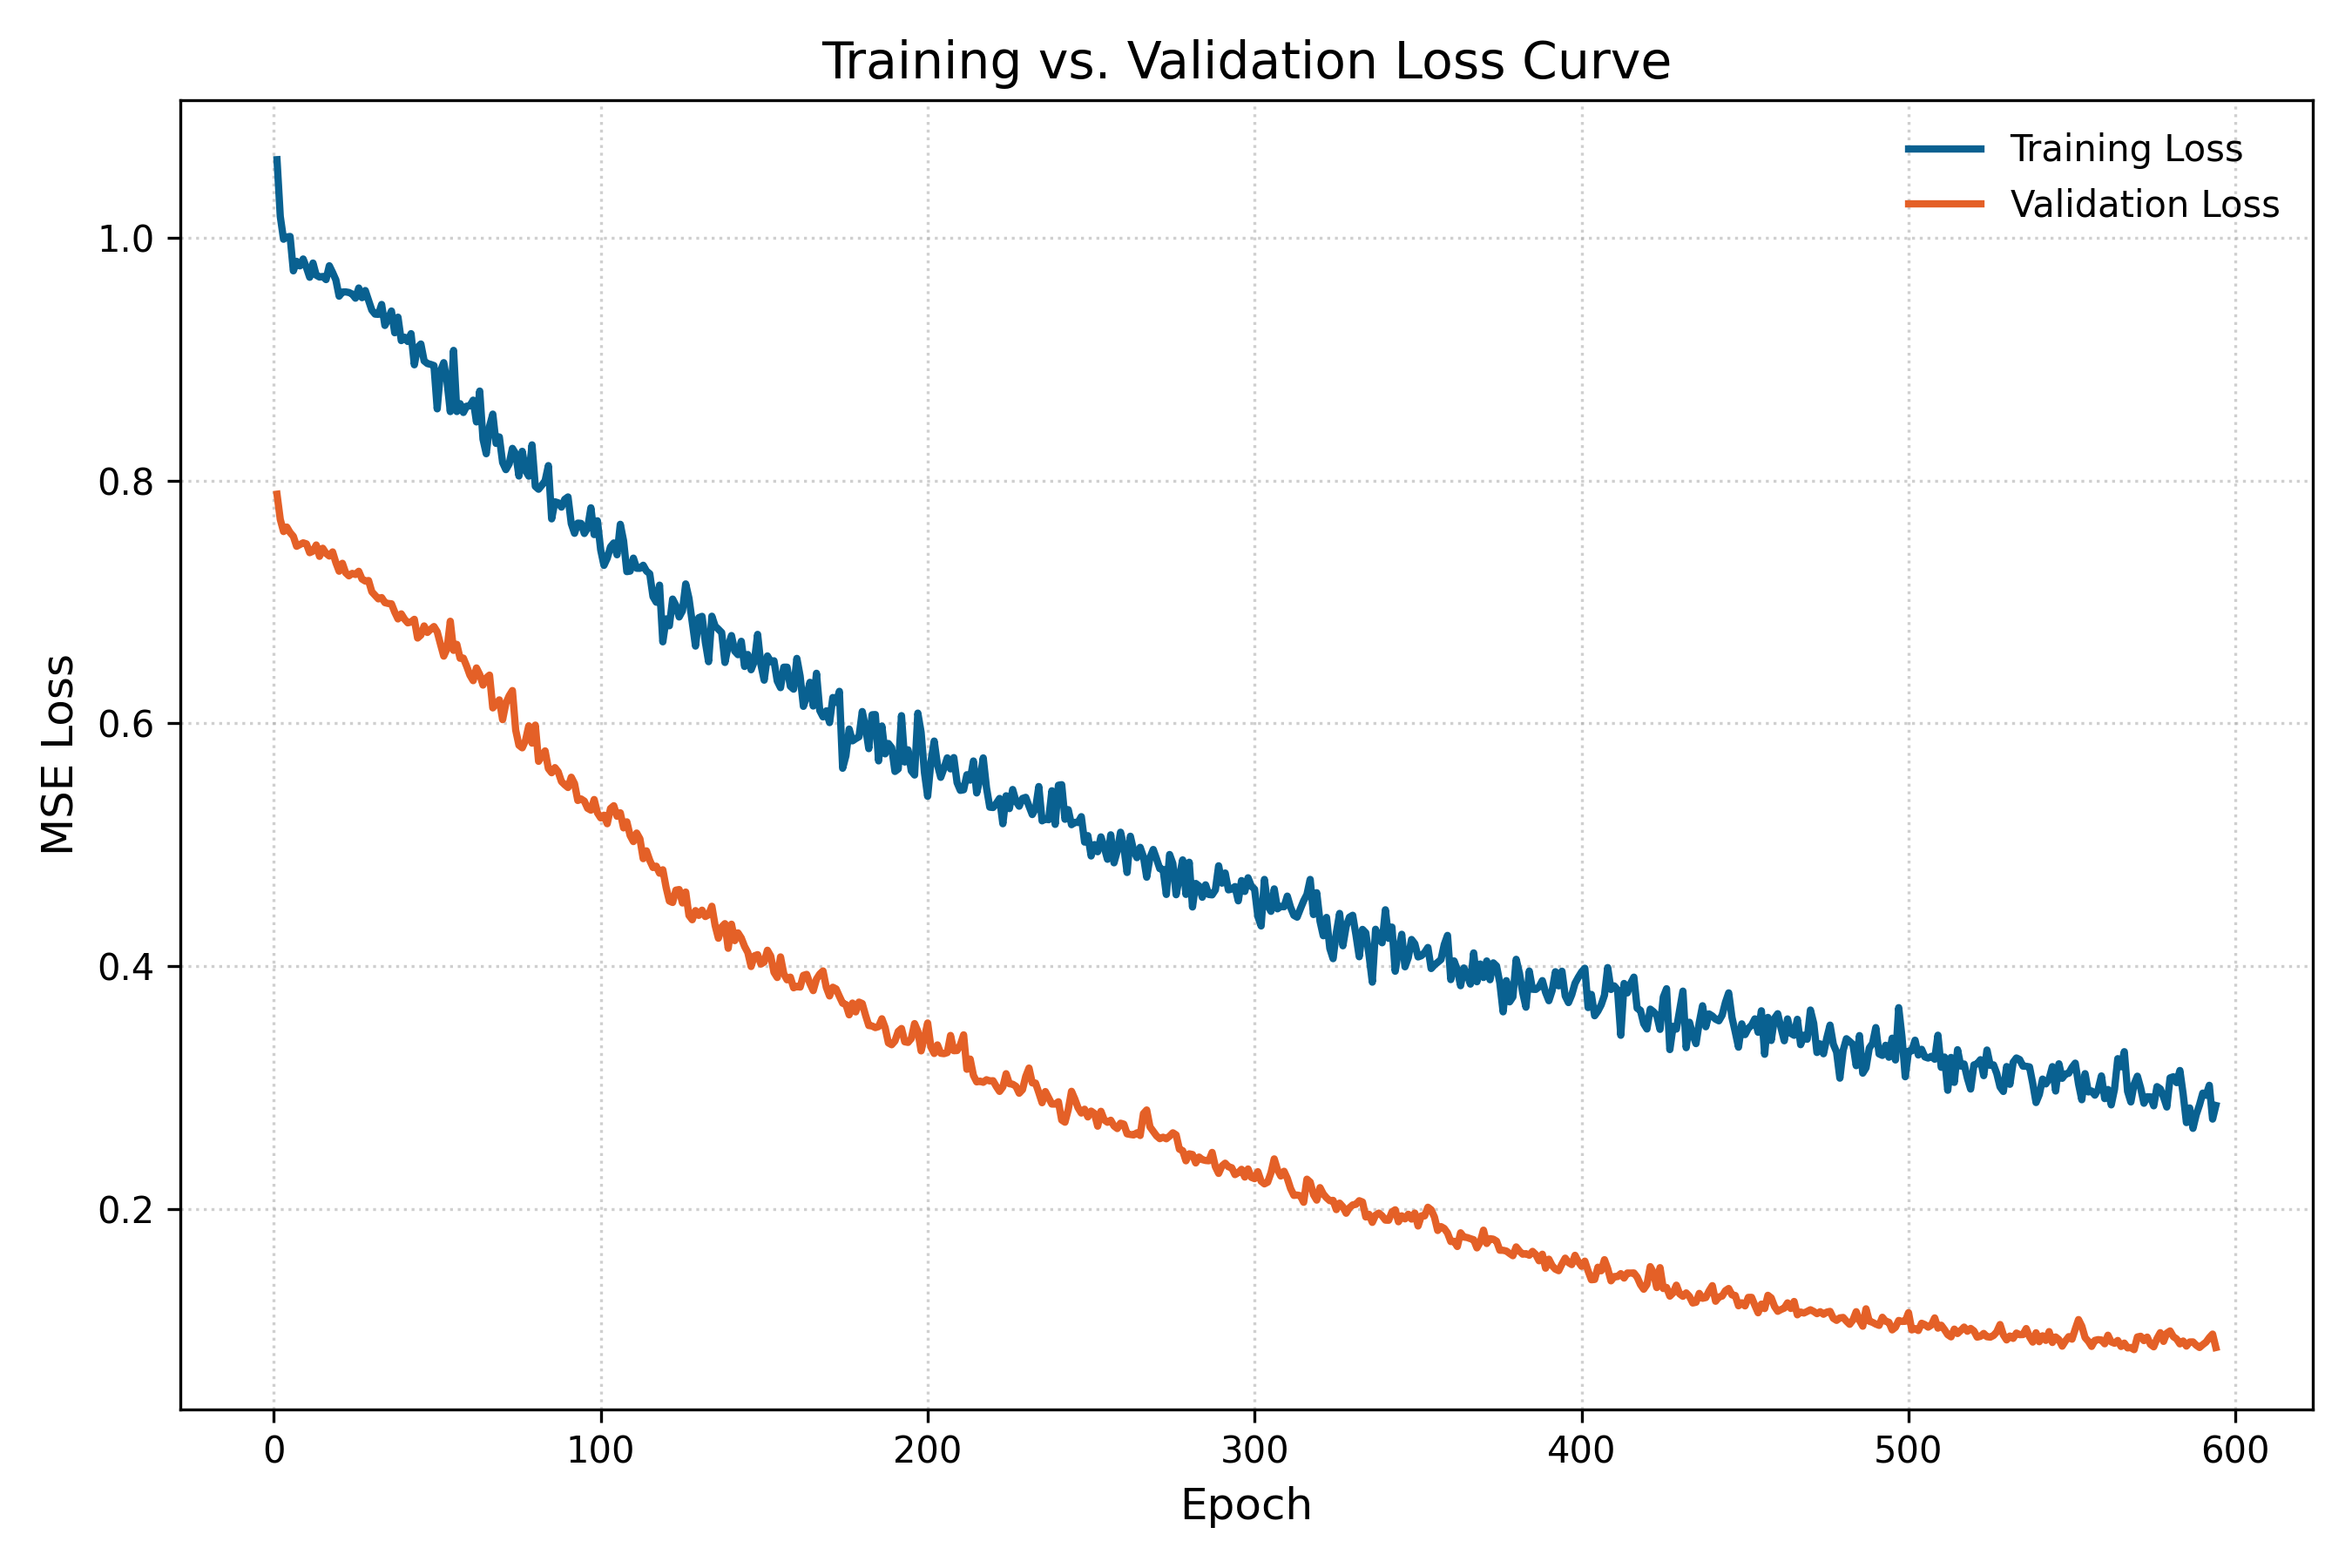 Training vs. Validation Loss Curve
Training Loss
Validation Loss
1.0
0.8
0.6
0.4
0.2
MSE Loss
0 100 200 300 400 500 600
Epoch